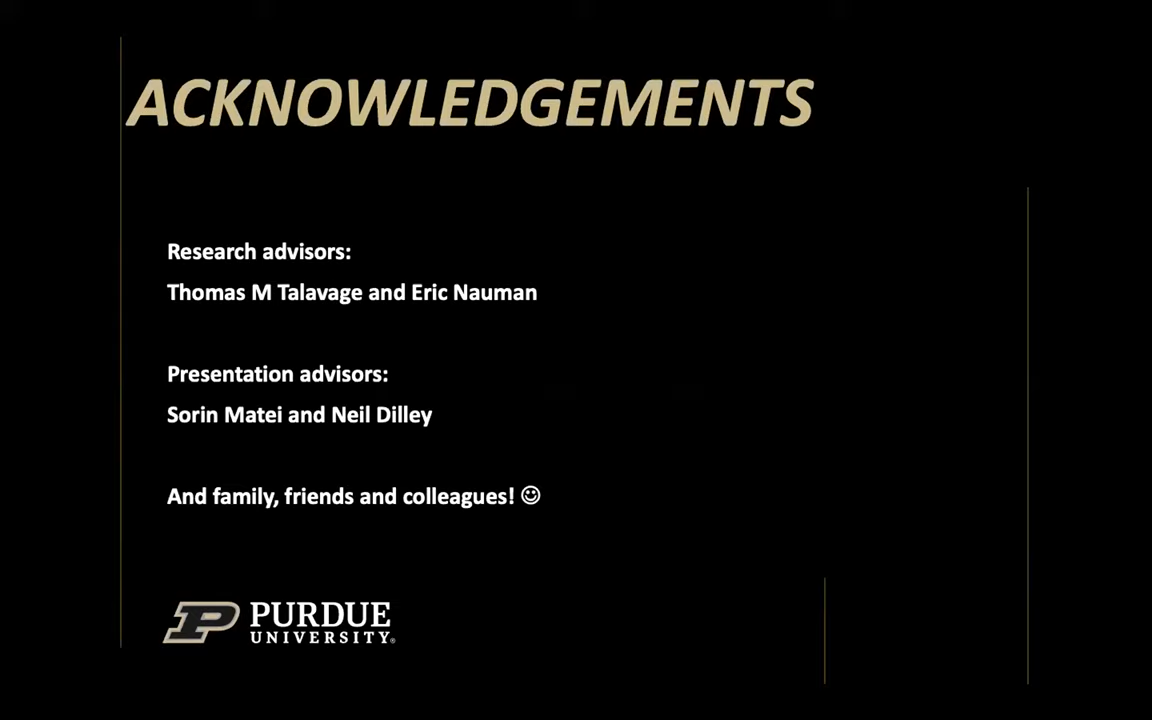 ACKNOWLEDGEMENTS
Research advisors:
Thomas M Talavage and Eric Nauman
Presentation advisors:
Sorin Matei and Neil Dilley
And family, friends and colleagues! ☺
P PURDUE
UNIVERSITY®